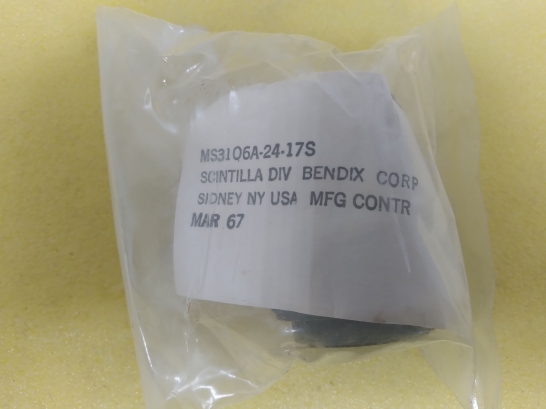 MS3106A-24-17S
SCINTILLA DIV BENDIX CORP
SIDNEY NY USA MFG CONTR
MAR 67